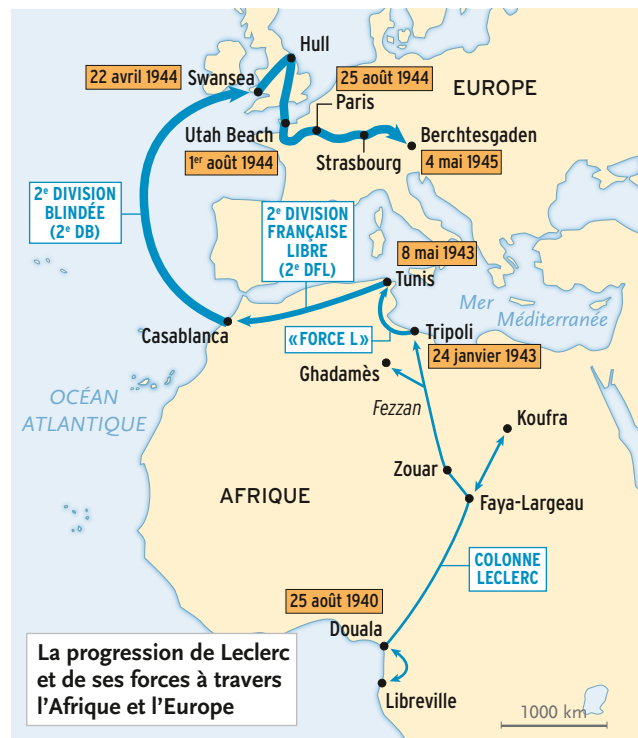 Hull
22 avril 1944
Swansea
25 août 1944
EUROPE
Paris
Utah Beach
Berchtesgaden
1er août 1944
Strasbourg
4 mai 1945
2e DIVISION
BLINDÉE
(2e DB)
2e DIVISION
FRANÇAISE
LIBRE
(2e DFL)
8 mai 1943
Tunis
Mer
Méditerranée
Casablanca
«FORCE L»
Tripoli
24 janvier 1943
Ghadamès
OCÉAN
ATLANTIQUE
Fezzan
Koufra
Zouar
AFRIQUE
Faya-Largeau
COLONNE
LECLERC
25 août 1940
Douala
La progression de Leclerc
et de ses forces à travers
l'Afrique et l'Europe
Libreville
1000 km